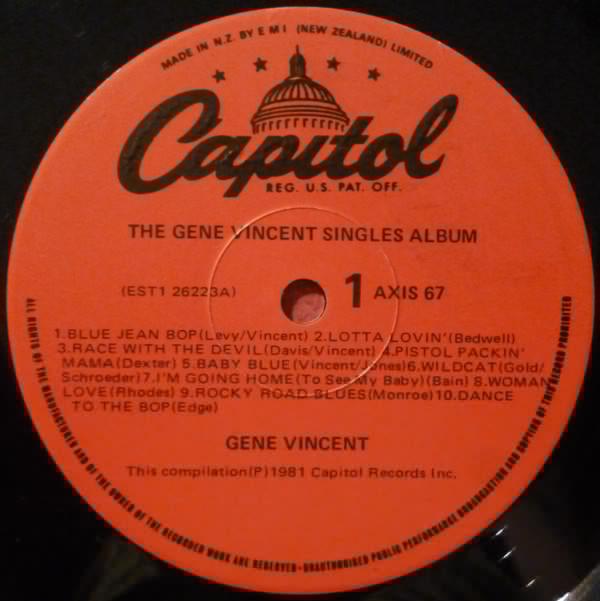 MADE IN N.Z. BY E M I (NEW ZEALAND) LIMITED
Capitol
REG. U.S. PAT. OFF.
THE GENE VINCENT SINGLES ALBUM
(EST1 26223A) 1 AXIS 67
1.BLUE JEAN BOP(Levy/Vincent) 2.LOTTA LOVIN'(Bedwell)
3.RACE WITH THE DEVIL(Davis/Vincent) 4.PISTOL PACKIN'
MAMA(Dexter) 5.BABY BLUE(Vincent/Jones)6.WILDCAT(Gold/
Schroeder)7.I'M GOING HOME(To See My Baby)(Bain) 8.WOMAN
LOVE(Rhodes) 9.ROCKY ROAD BLUES(Monroe)10.DANCE
TO THE BOP(Edge)
GENE VINCENT
This compilation(P)1981 Capitol Records Inc.
ALL RIGHTS OF THE MANUFACTURER AND OF THE OWNER OF THE RECORDED WORK ARE RESERVED-UNAUTHORISED PUBLIC PERFORMANCE BROADCASTING AND COPYING OF THIS RECORD PROHIBITED